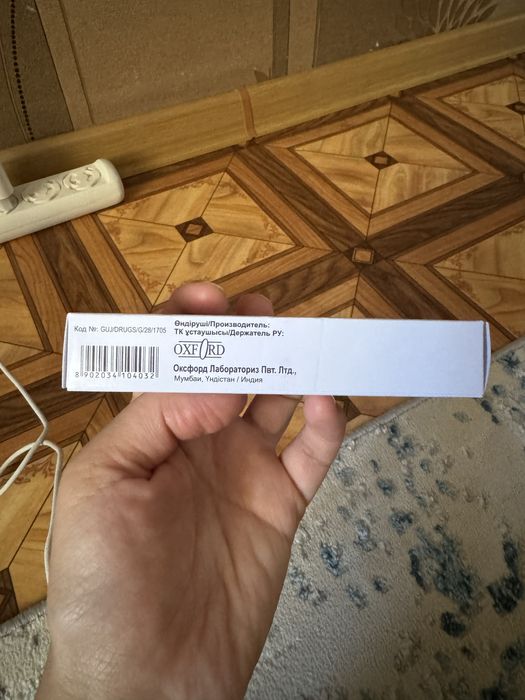 Код №: GUJ/DRUGS/G/28/1705
8 902034 104032
Өндіруші/Производитель:
ТК ұстаушысы/Держатель РУ:
OXFORD
Оксфорд Лабораториз Пвт. Лтд.,
Мумбаи, Үндістан / Индия